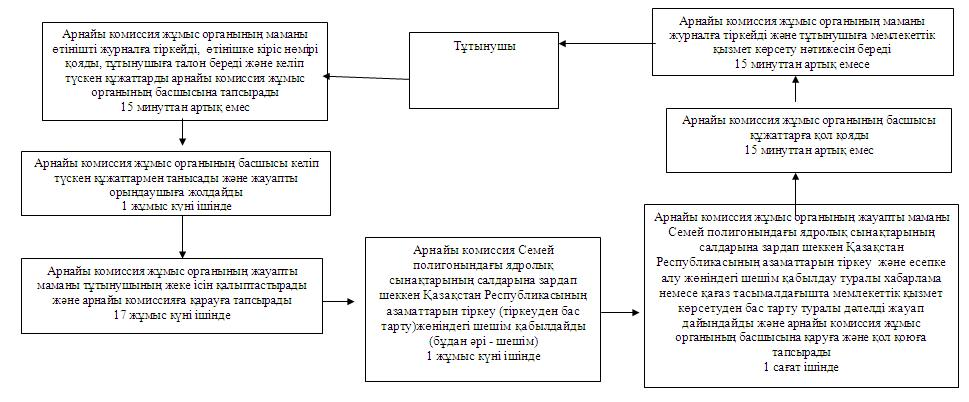 Арнайы комиссия жұмыс органының маманы
өтінішті журналға тіркейді, өтінішке кіріс нөмірі
қояды, тұтынушыға талон береді және келіп
түскен құжаттарды арнайы комиссия жұмыс
органының басшысына тапсырады
15 минуттан артық емес
Тұтынушы
Арнайы комиссия жұмыс органының маманы
журналға тіркейді және тұтынушыға мемлекеттік
қызмет көрсету нәтижесін береді
15 минуттан артық емесе
Арнайы комиссия жұмыс органының басшысы
құжаттарға қол қояды
15 минуттан артық емес
Арнайы комиссия жұмыс органының басшысы келіп
түскен құжаттармен танысады және жауапты
орындаушыға жолдайды
1 жұмыс күні ішінде
Арнайы комиссия жұмыс органының жауапты
маманы тұтынушының жеке ісін қалыптастырады
және арнайы комиссияға қарауға тапсырады
17 жұмыс күні ішінде
Арнайы комиссия Семей
полигонындағы ядролық
сынақтарының салдарына зардап
шеккен Қазақстан Республикасының
азаматтарын тіркеу (тіркеуден бас
тарту)жөніндегі шешім қабылдайды
(бұдан әрі - шешім)
1 жұмыс күні ішінде
Арнайы комиссия жұмыс органының жауапты маманы
Семей полигонындағы ядролық сынақтарының
салдарына зардап шеккен Қазақстан
Республикасының азаматтарын тіркеу және есепке
алу жөніндегі шешім қабылдау туралы хабарлама
немесе қағаз тасымалдағышта мемлекеттік қызмет
көрсетуден бас тарту туралы дәлелді жауап
дайындайды және арнайы комиссия жұмыс
органының басшысына қаруға және қол қоюға
тапсырады
1 сағат ішінде